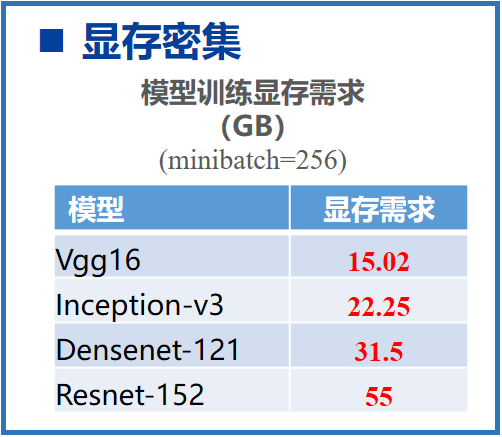 显存密集
模型训练显存需求
（GB）
(minibatch=256)
模型 显存需求
Vgg16 15.02
Inception-v3 22.25
Densenet-121 31.5
Resnet-152 55